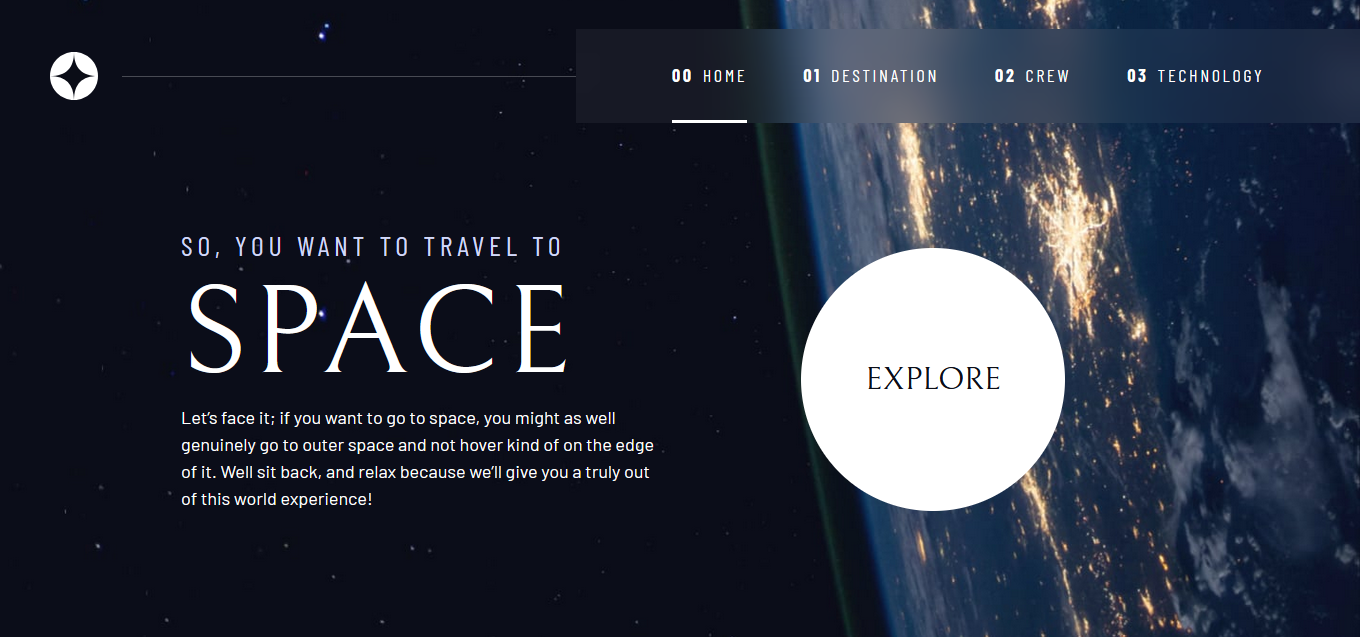 00 HOME 01 DESTINATION 02 CREW 03 TECHNOLOGY
SO, YOU WANT TO TRAVEL TO
SPACE
Let’s face it; if you want to go to space, you might as well
genuinely go to outer space and not hover kind of on the edge
of it. Well sit back, and relax because we’ll give you a truly out
of this world experience!
EXPLORE